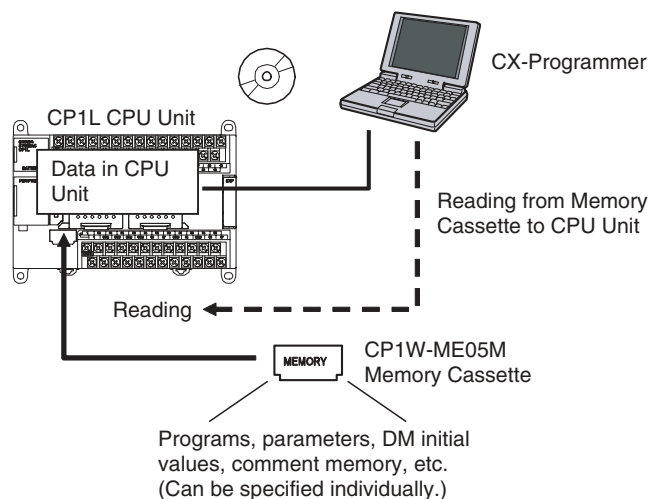 CX-Programmer
CP1L CPU Unit
Data in CPU
Unit
Reading from Memory
Cassette to CPU Unit
Reading
MEMORY
CP1W-ME05M
Memory Cassette
Programs, parameters, DM initial
values, comment memory, etc.
(Can be specified individually.)